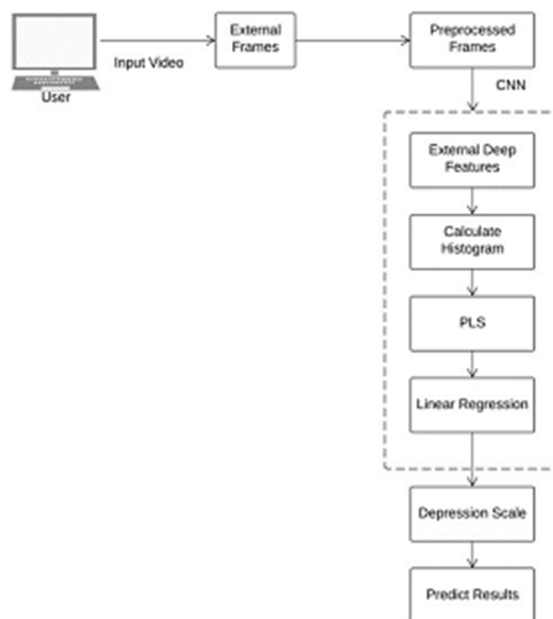 User
Input Video
External
Frames
Preprocessed
Frames
CNN
External Deep
Features
Calculate
Histogram
PLS
Linear Regression
Depression Scale
Predict Results